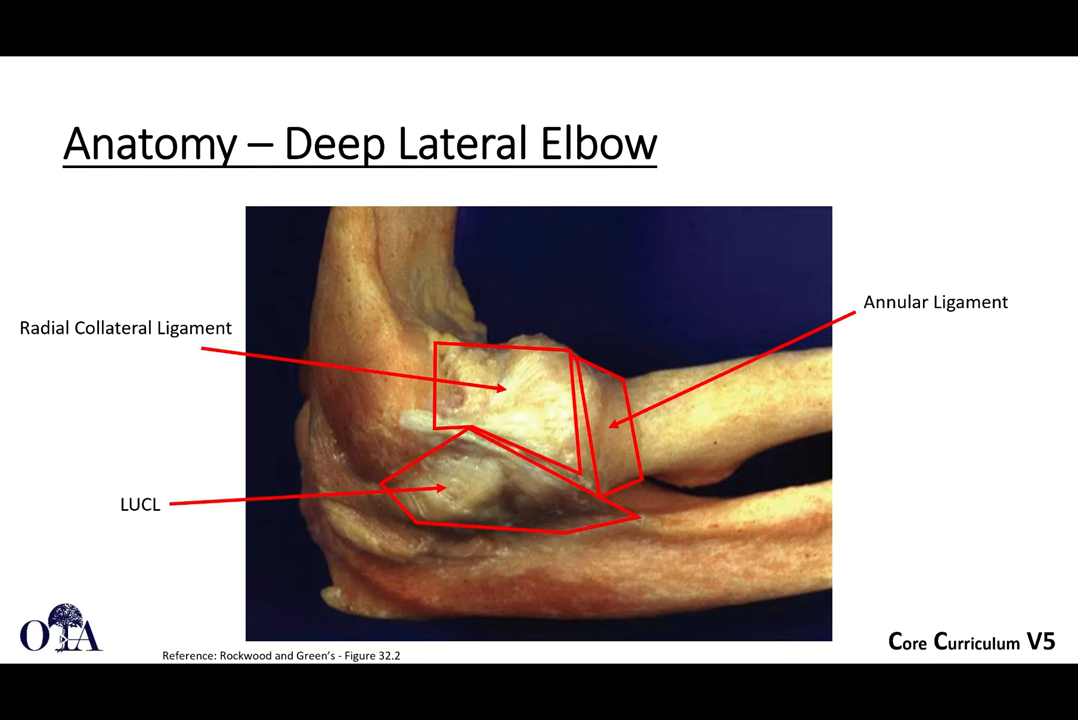 Anatomy – Deep Lateral Elbow
Annular Ligament
Radial Collateral Ligament
LUCL
OTA
Core Curriculum V5
Reference: Rockwood and Green's - Figure 32.2